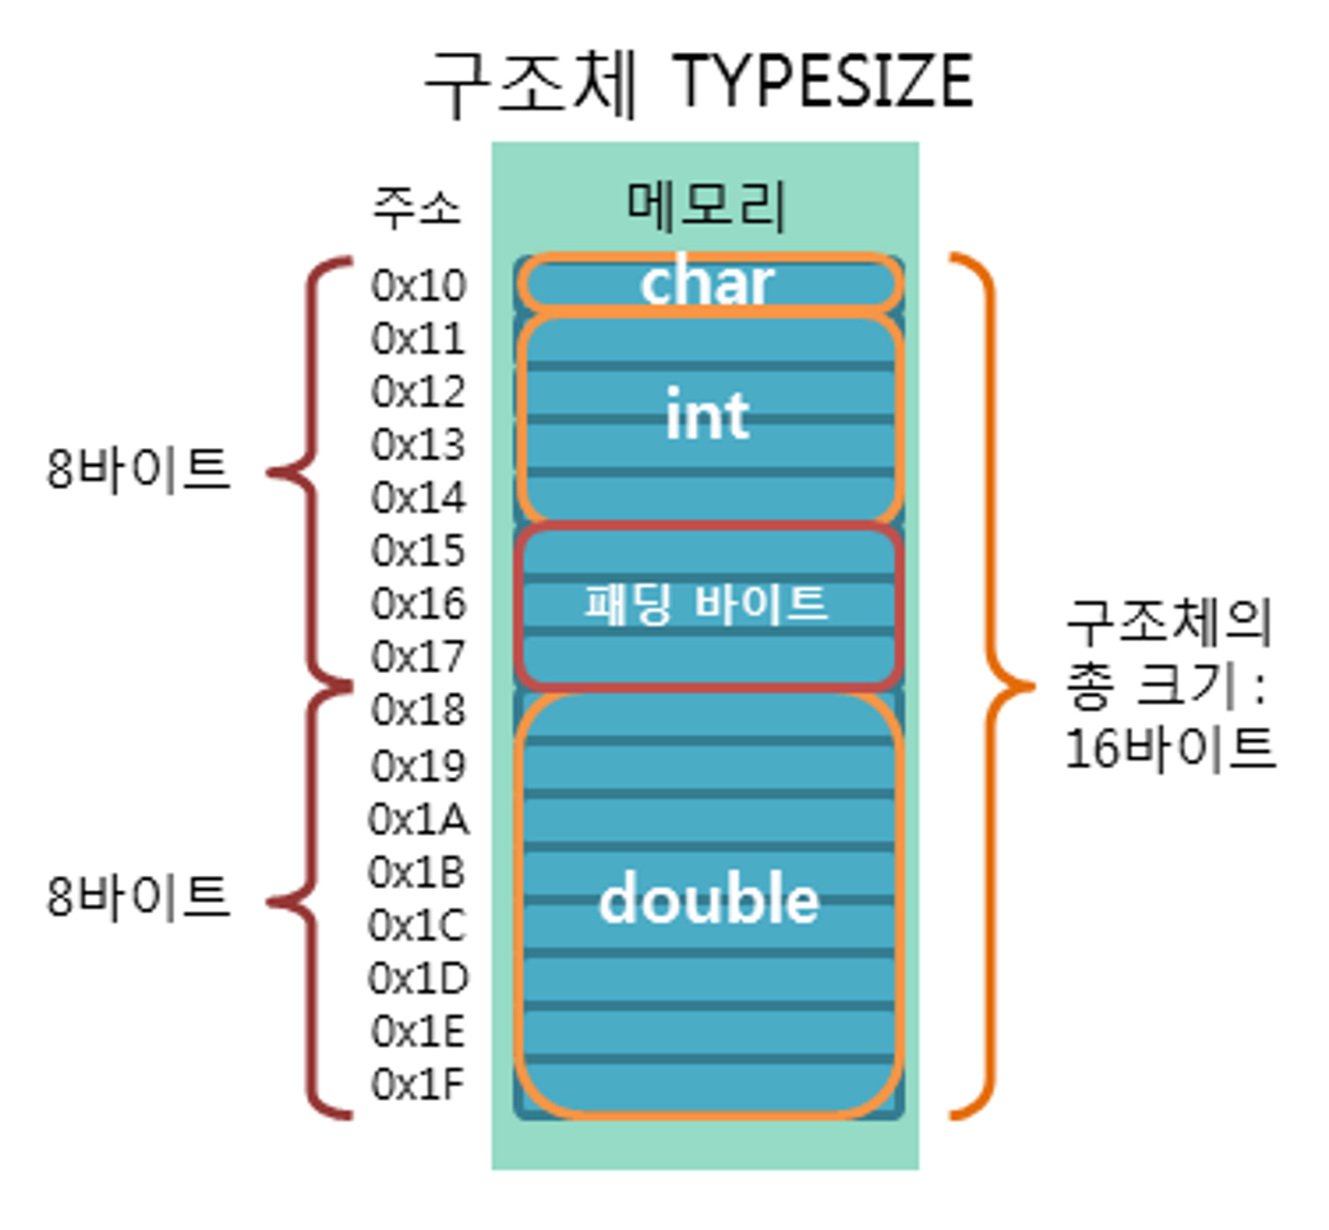 구조체 TYPESIZE
주소
메모리
0x10
char
0x11
0x12
int
0x13
8바이트
0x14
0x15
0x16
패딩 바이트
0x17
0x18
0x19
0x1A
0x1B
8바이트
double
0x1C
0x1D
0x1E
0x1F
구조체의
총 크기 :
16바이트